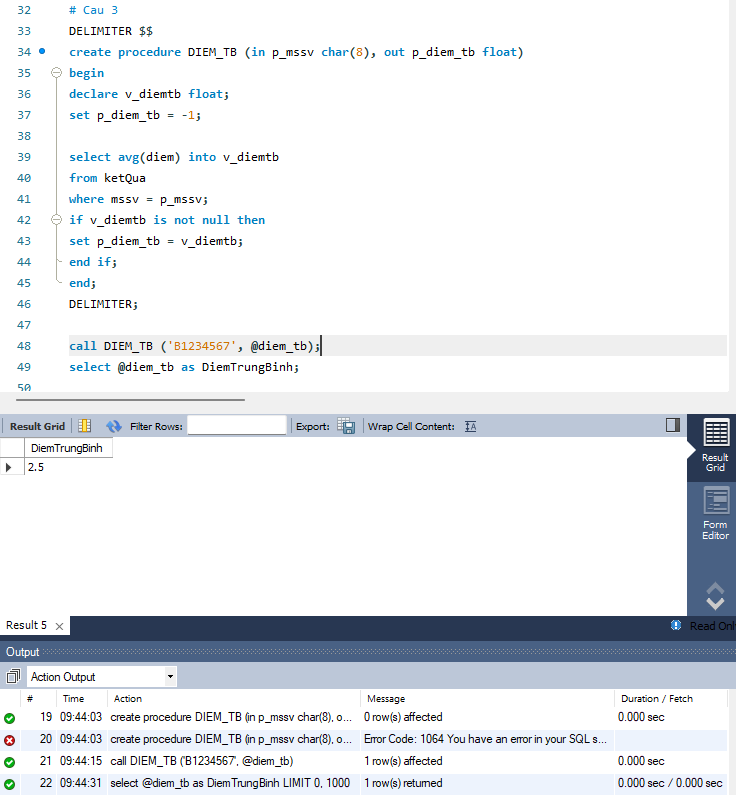 32 # Cau 3
33 DELIMITER $$
34 create procedure DIEM_TB (in p_mssv char(8), out p_diem_tb float)
35 begin
36 declare v_diemtb float;
37 set p_diem_tb = -1;
38
39 select avg(diem) into v_diemtb
40 from ketQua
41 where mssv = p_mssv;
42 if v_diemtb is not null then
43 set p_diem_tb = v_diemtb;
44 end if;
45 end;
46 DELIMITER;
47
48 call DIEM_TB ('B1234567', @diem_tb);
49 select @diem_tb as DiemTrungBinh;
50
Result Grid Filter Rows: Export: Wrap Cell Content:
DiemTrungBinh
2.5
Result Grid
Form Editor
Result 5 Read Onl
Output
Action Output
# Time Action Message Duration / Fetch
19 09:44:03 create procedure DIEM_TB (in p_mssv char(8), o... 0 row(s) affected 0.000 sec
20 09:44:03 create procedure DIEM_TB (in p_mssv char(8), o... Error Code: 1064 You have an error in your SQL s...
21 09:44:15 call DIEM_TB ('B1234567', @diem_tb) 1 row(s) affected 0.000 sec
22 09:44:31 select @diem_tb as DiemTrungBinh LIMIT 0, 1000 1 row(s) returned 0.000 sec / 0.000 sec